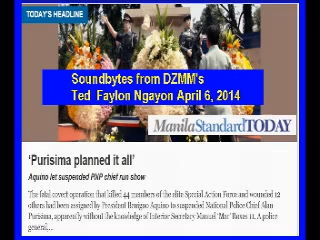 TODAY'S HEADLINE
Soundbytes from DZMM's
Ted Faylon Ngayon April 6, 2014
ManilaStandardTODAY
'Purisima planned it all'
Aquino let suspended PNP chief run show
The fatal covert operation that killed 44 members of the elite Special Action Force and wounded 12
others had been assigned by President Benigno Aquino to suspended National Police Chief Alan
Purisima, apparently without the knowledge of Interior Secretary Manuel 'Mar' Roxas II. A police
general,...